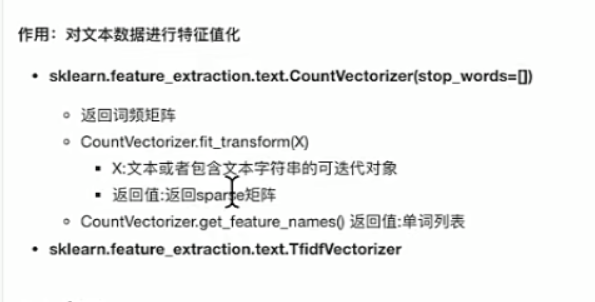 作用：对文本数据进行特征值化
sklearn.feature_extraction.text.CountVectorizer(stop_words=[])
返回词频矩阵
CountVectorizer.fit_transform(X)
X:文本或者包含文本字符串的可迭代对象
返回值:返回sparse矩阵
CountVectorizer.get_feature_names() 返回值:单词列表
sklearn.feature_extraction.text.TfidfVectorizer